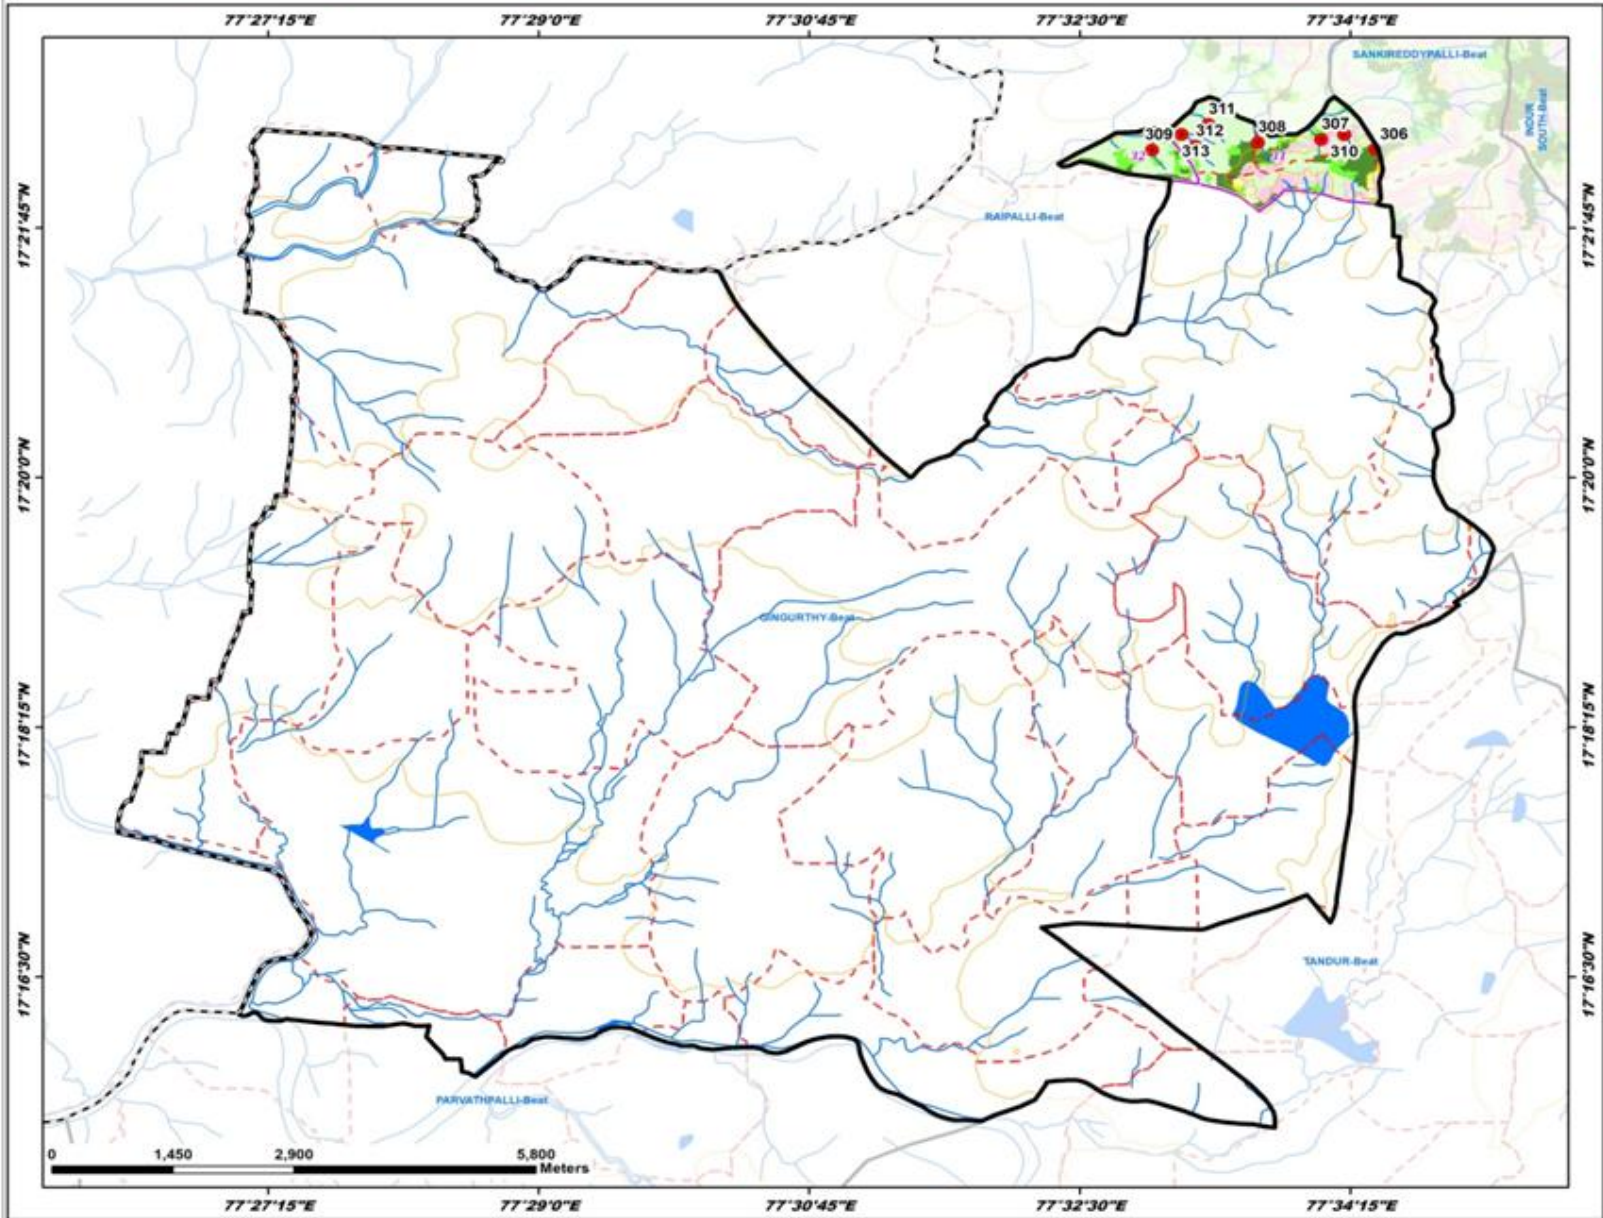 77°27'15"E 77°29'0"E 77°30'45"E 77°32'30"E 77°34'15"E
SANKIREDDYPALLI-Beat
INDUR
SOUTH-Beat
311
309 312 308 307 306
32 313 33 310
17°21'45"N 17°21'45"N
RAIPALLI-Beat
17°20'0"N 17°20'0"N
GINGURTHY-Beat
17°18'15"N 17°18'15"N
TANDUR-Beat
17°16'30"N 17°16'30"N
PARVATHPALLI-Beat
0 1,450 2,900 5,800
Meters
77°27'15"E 77°29'0"E 77°30'45"E 77°32'30"E 77°34'15"E